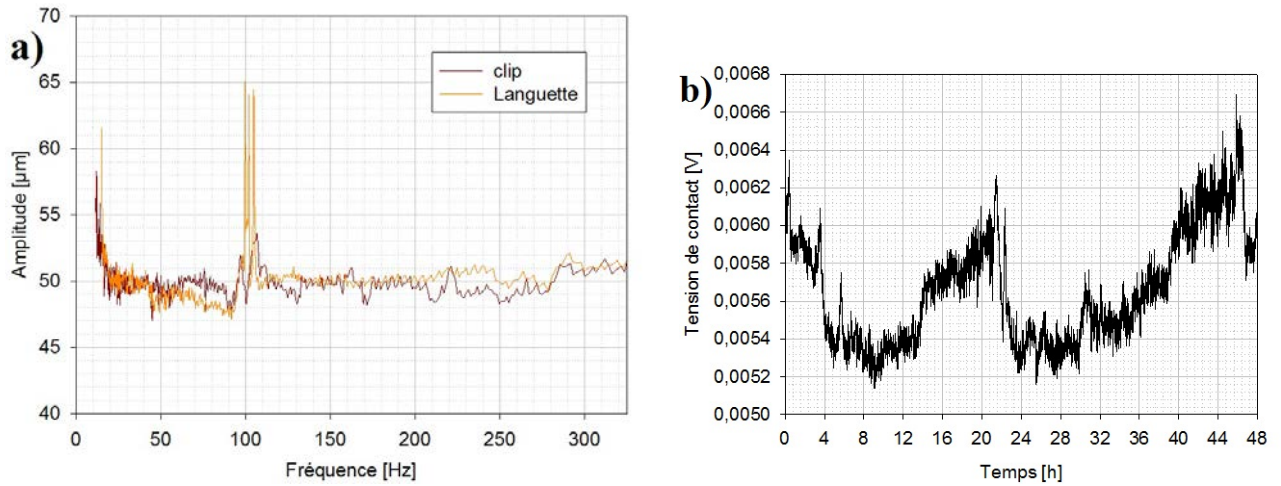 a)
70
65
60
55
50
45
40
Amplitude [µm]
clip
Languette
0 50 100 150 200 250 300
Fréquence [Hz]
b)
0,0068
0,0066
0,0064
0,0062
0,0060
0,0058
0,0056
0,0054
0,0052
0,0050
Tension de contact [V]
0 4 8 12 16 20 24 28 32 36 40 44 48
Temps [h]